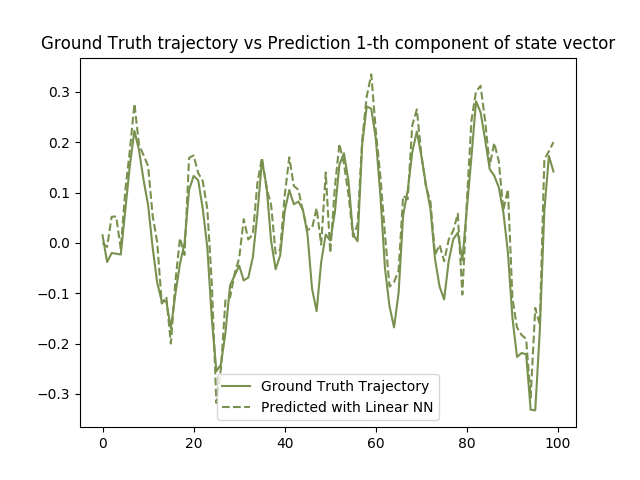 Ground Truth trajectory vs Prediction 1-th component of state vector
0.3
0.2
0.1
0.0
−0.1
−0.2
−0.3
Ground Truth Trajectory
Predicted with Linear NN
0 20 40 60 80 100